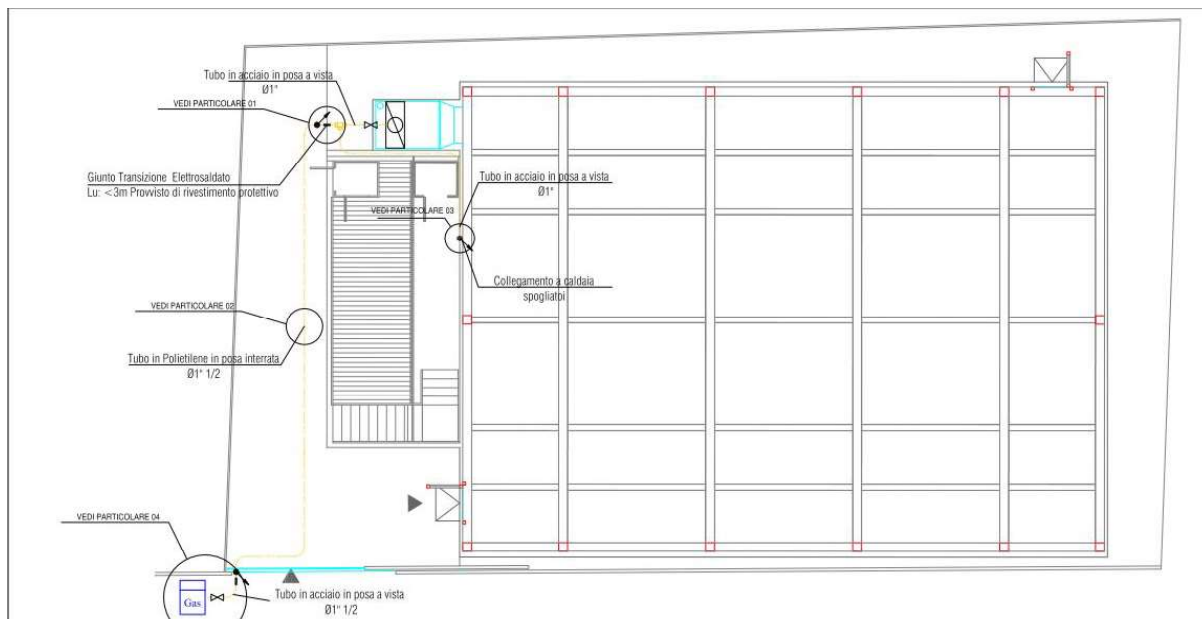 Tubo in acciaio in posa a vista
Ø1"
VEDI PARTICOLARE 01
Giunto Transizione Elettrosaldato
Lu: <3m Provvisto di rivestimento protettivo
Tubo in acciaio in posa a vista
Ø1"
VEDI PARTICOLARE 03
Collegamento a caldaia
spogliatoi
VEDI PARTICOLARE 02
Tubo in Polietilene in posa interrata
Ø1" 1/2
VEDI PARTICOLARE 04
Gas
Tubo in acciaio in posa a vista
Ø1" 1/2